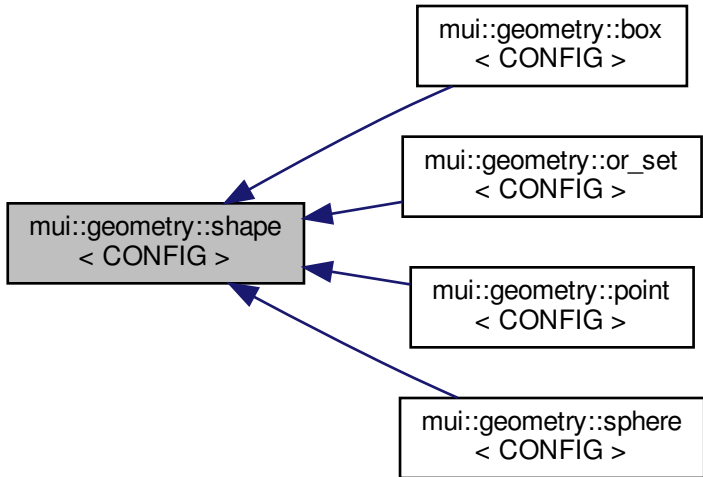 mui::geometry::box
< CONFIG >
mui::geometry::or_set
< CONFIG >
mui::geometry::shape
< CONFIG >
mui::geometry::point
< CONFIG >
mui::geometry::sphere
< CONFIG >